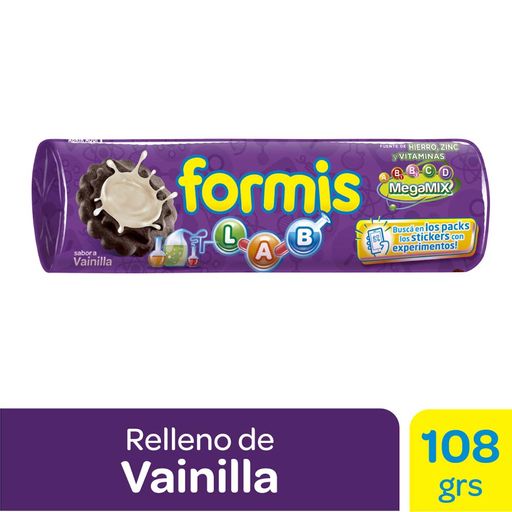 FUENTE DE HIERRO, ZINC
y VITAMINAS
A B B C D
MegaMIX
formis
LAB
sabor a
Vainilla
Buscá en los packs
los stickers con
experimentos!
Relleno de
Vainilla
108
grs